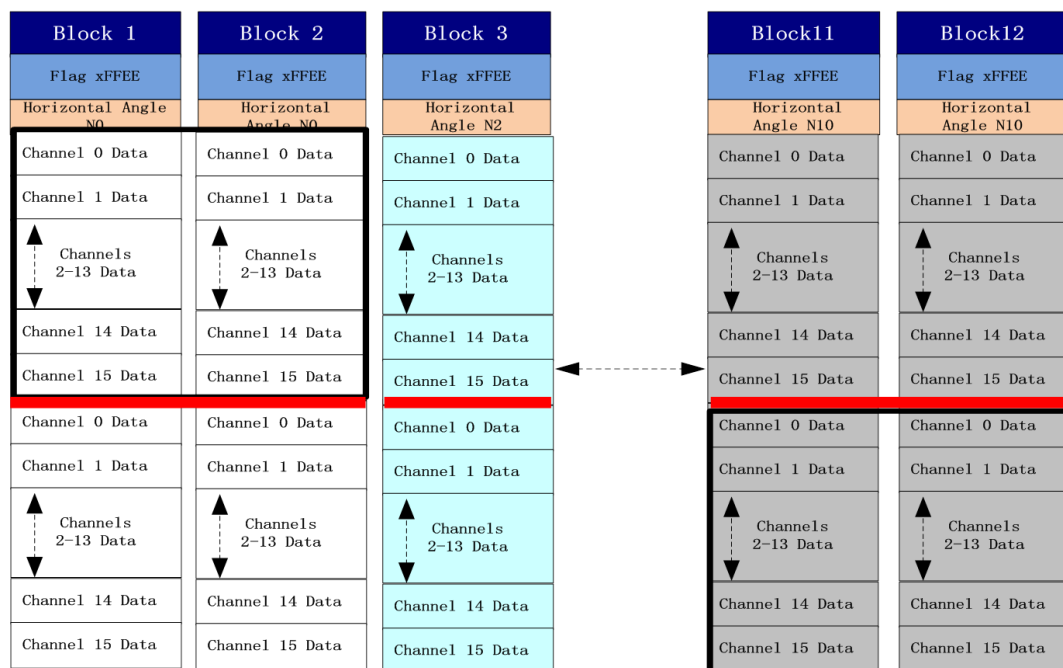 Block 1
Flag xFFEE
Horizontal Angle
N0
Channel 0 Data
Channel 1 Data
Channels
2-13 Data
Channel 14 Data
Channel 15 Data
Channel 0 Data
Channel 1 Data
Channels
2-13 Data
Channel 14 Data
Channel 15 Data
Block 2
Flag xFFEE
Horizontal
Angle N0
Channel 0 Data
Channel 1 Data
Channels
2-13 Data
Channel 14 Data
Channel 15 Data
Channel 0 Data
Channel 1 Data
Channels
2-13 Data
Channel 14 Data
Channel 15 Data
Block 3
Flag xFFEE
Horizontal
Angle N2
Channel 0 Data
Channel 1 Data
Channels
2-13 Data
Channel 14 Data
Channel 15 Data
Channel 0 Data
Channel 1 Data
Channels
2-13 Data
Channel 14 Data
Channel 15 Data
Block11
Flag xFFEE
Horizontal
Angle N10
Channel 0 Data
Channel 1 Data
Channels
2-13 Data
Channel 14 Data
Channel 15 Data
Channel 0 Data
Channel 1 Data
Channels
2-13 Data
Channel 14 Data
Channel 15 Data
Block12
Flag xFFEE
Horizontal
Angle N10
Channel 0 Data
Channel 1 Data
Channels
2-13 Data
Channel 14 Data
Channel 15 Data
Channel 0 Data
Channel 1 Data
Channels
2-13 Data
Channel 14 Data
Channel 15 Data